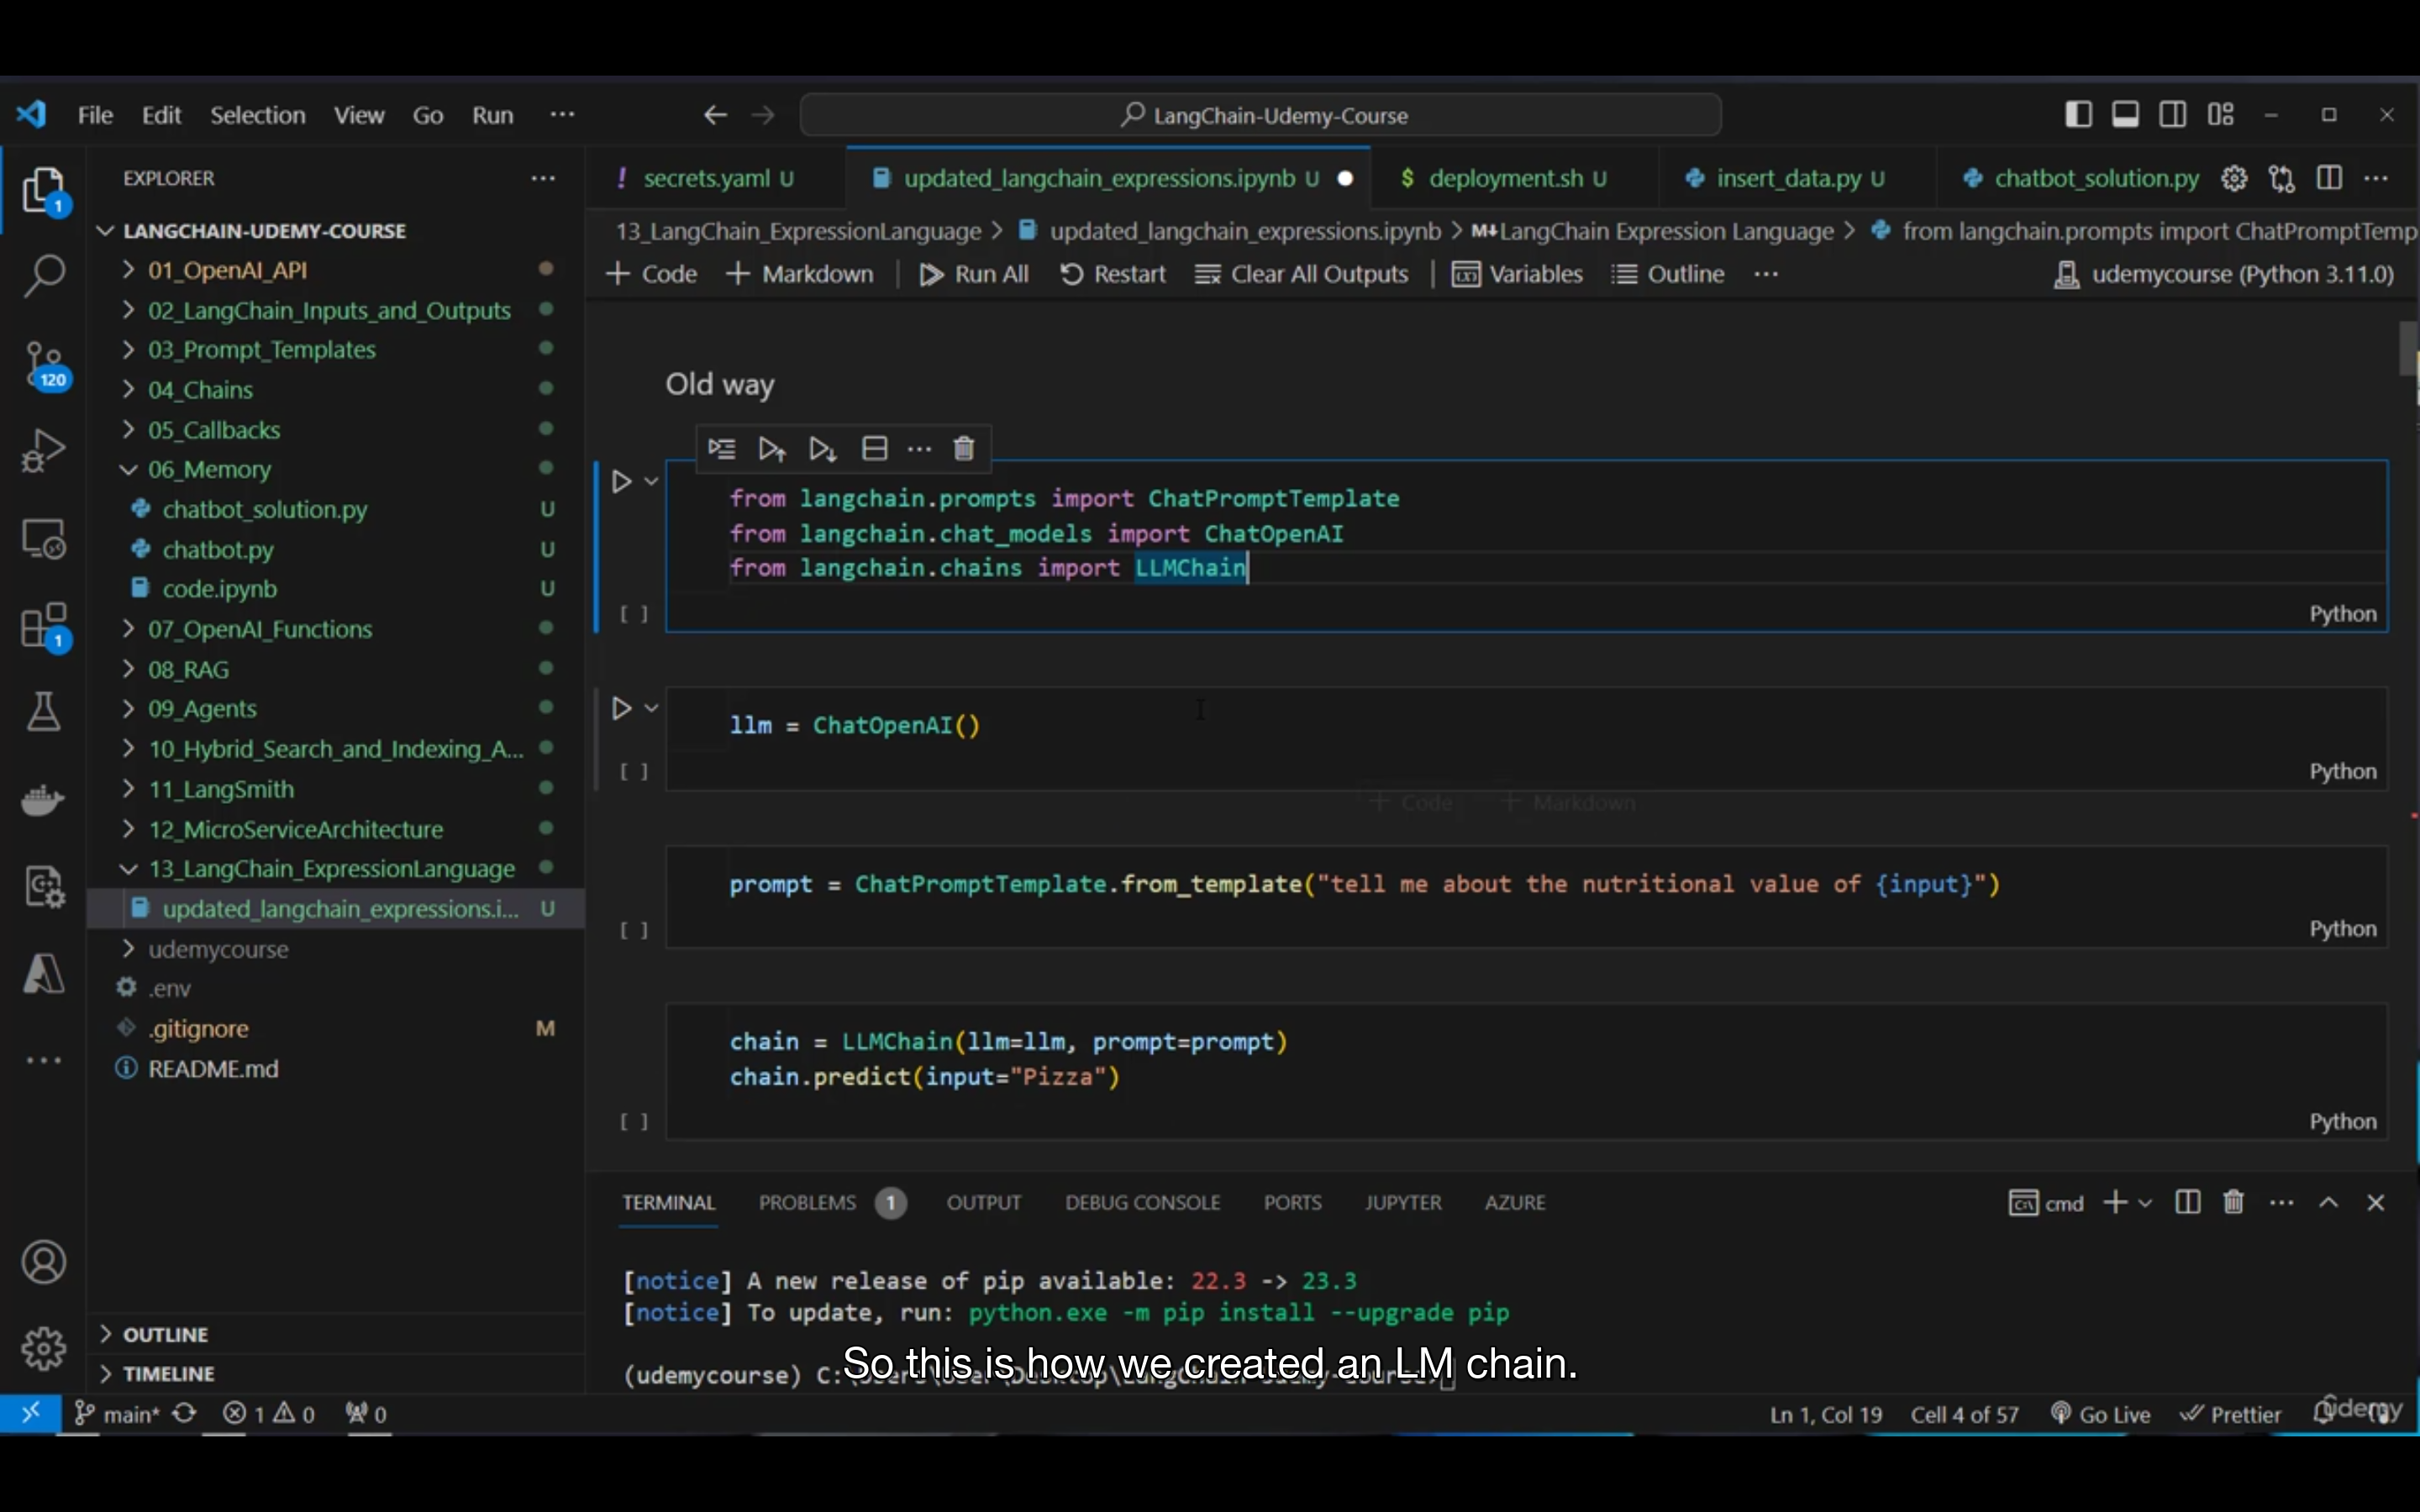 File Edit Selection View Go Run ··· LangChain-Udemy-Course
EXPLORER ···
LANGCHAIN-UDEMY-COURSE
01_OpenAI_API
02_LangChain_Inputs_and_Outputs
03_Prompt_Templates
04_Chains
05_Callbacks
06_Memory
chatbot_solution.py U
chatbot.py U
code.ipynb U
07_OpenAI_Functions
08_RAG
09_Agents
10_Hybrid_Search_and_Indexing_A...
11_LangSmith
12_MicroServiceArchitecture
13_LangChain_ExpressionLanguage
updated_langchain_expressions.i... U
udemycourse
.env
.gitignore M
README.md
OUTLINE
TIMELINE
1
120
1
! secrets.yaml U updated_langchain_expressions.ipynb U $ deployment.sh U insert_data.py U chatbot_solution.py
13_LangChain_ExpressionLanguage > updated_langchain_expressions.ipynb > M↓LangChain Expression Language > from langchain.prompts import ChatPromptTemp
+ Code + Markdown | Run All Restart Clear All Outputs | Variables Outline ··· udemycourse (Python 3.11.0)
Old way
from langchain.prompts import ChatPromptTemplate
from langchain.chat_models import ChatOpenAI
from langchain.chains import LLMChain
[ ] Python
llm = ChatOpenAI()
[ ] Python
+ Code + Markdown
prompt = ChatPromptTemplate.from_template("tell me about the nutritional value of {input}")
[ ] Python
chain = LLMChain(llm=llm, prompt=prompt)
chain.predict(input="Pizza")
[ ] Python
TERMINAL PROBLEMS 1 OUTPUT DEBUG CONSOLE PORTS JUPYTER AZURE cmd
[notice] A new release of pip available: 22.3 -> 23.3
[notice] To update, run: python.exe -m pip install --upgrade pip
(udemycourse) C:\Users\User\Desktop\LangChain-Udemy-Course>
So this is how we created an LM chain.
main* 1 0 0 Ln 1, Col 19 Cell 4 of 57 Go Live Prettier
Udemy